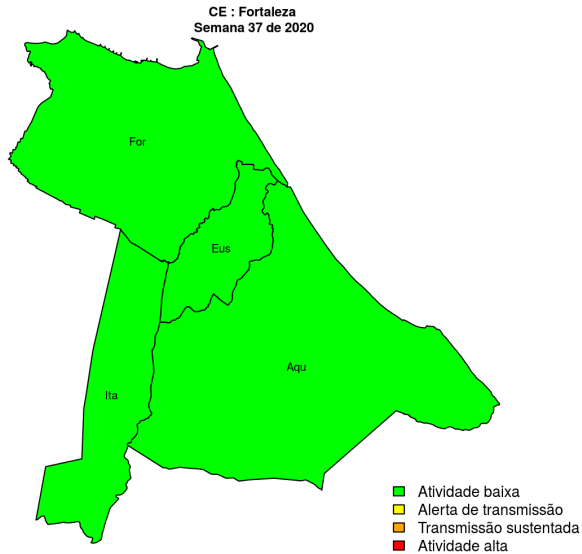 CE : Fortaleza
Semana 37 de 2020
For
Eus
Aqu
Ita
Atividade baixa
Alerta de transmissão
Transmissão sustentada
Atividade alta